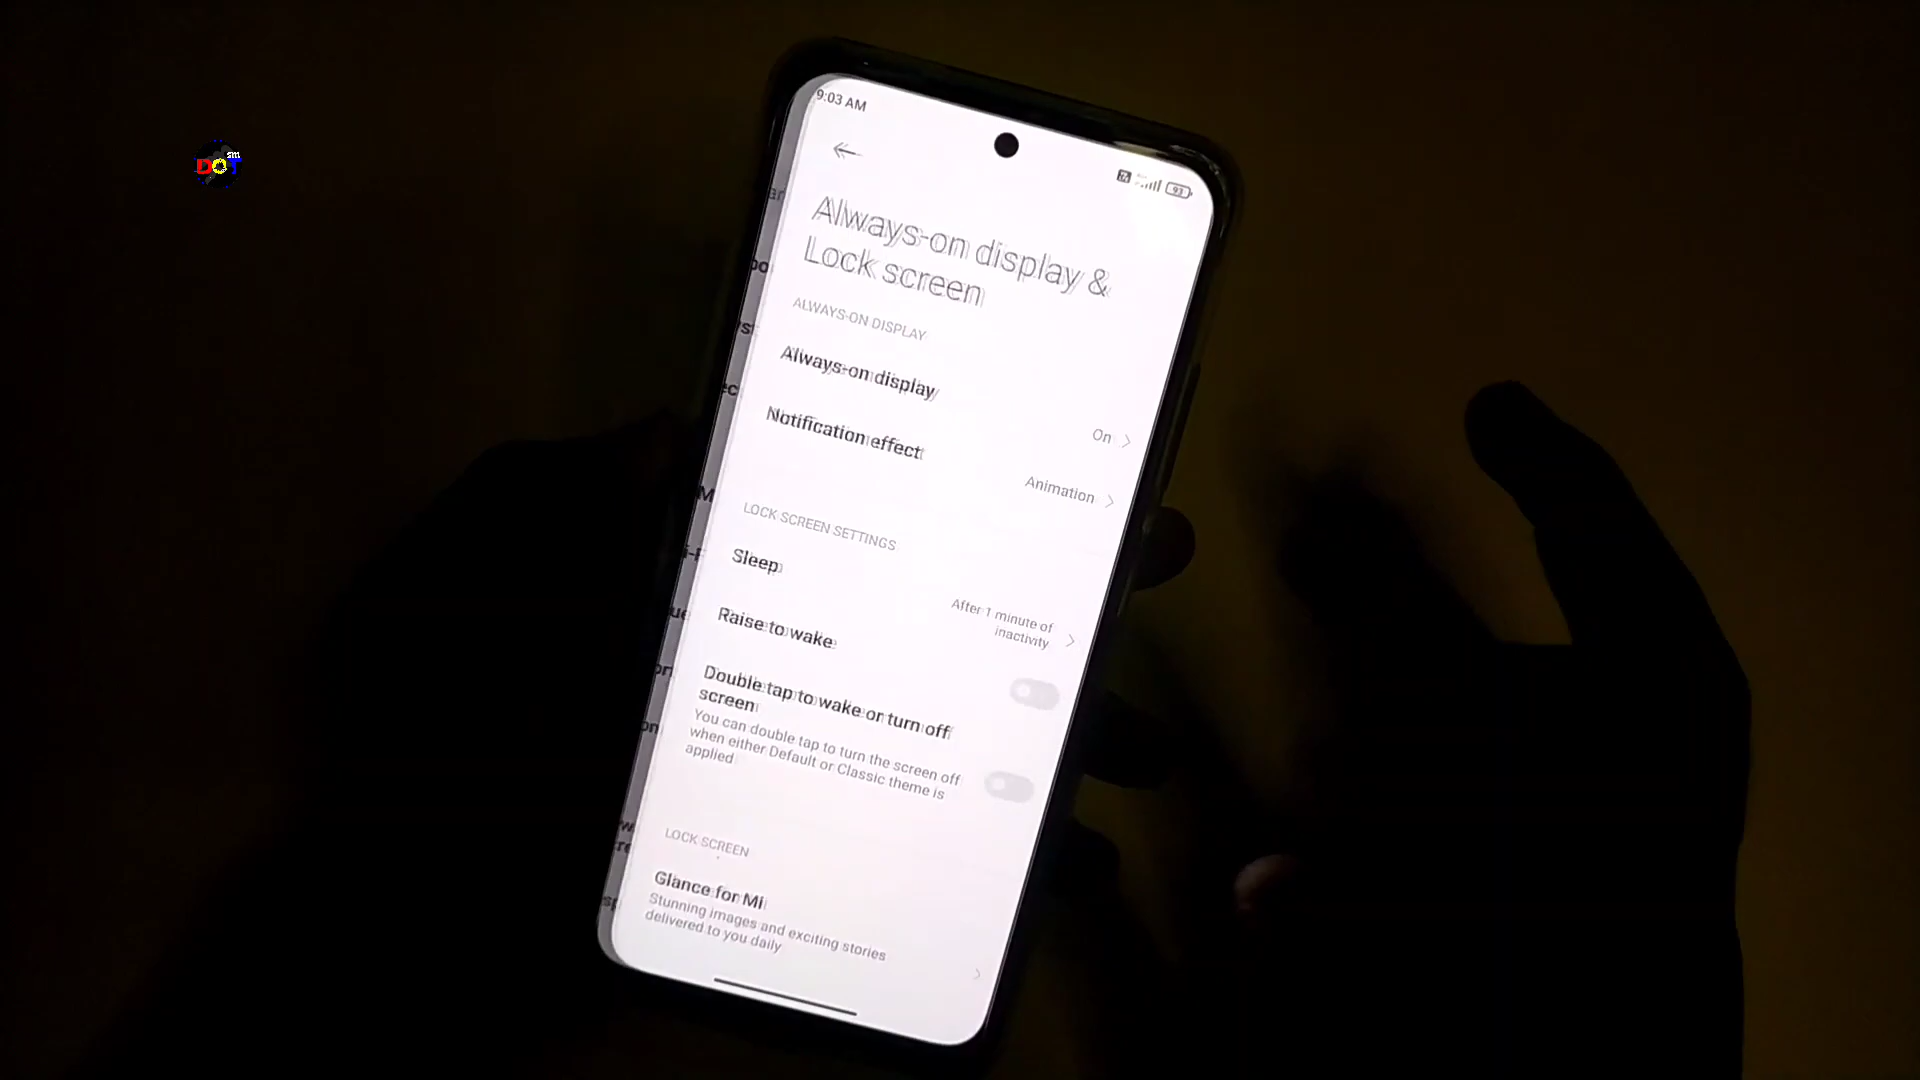 9:03 AM
93
DOT
sm
Always-on display &
Lock screen
ALWAYS-ON DISPLAY
Always-on display
On
Notification effect
Animation
LOCK SCREEN SETTINGS
Sleep
After 1 minute of
inactivity
Raise to wake
Double tap to wake or turn off
screen
You can double tap to turn the screen off
when either Default or Classic theme is
applied
LOCK SCREEN
Glance for Mi
Stunning images and exciting stories
delivered to you daily